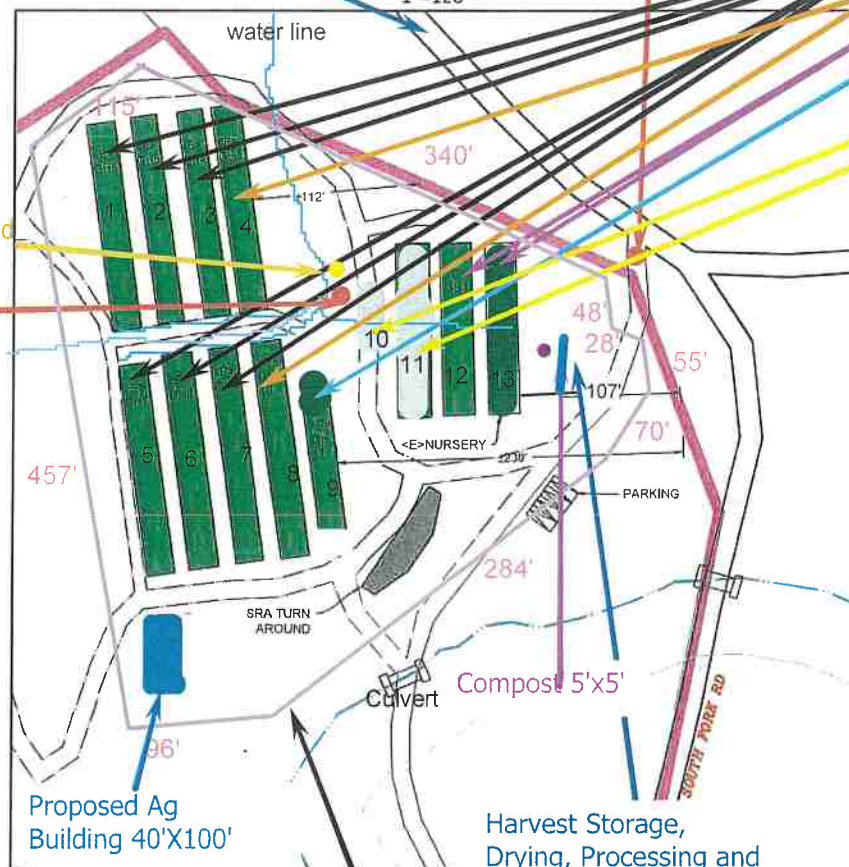 water line
115'
340'
112'
1
2
3
4
48'
28'
10
11
12
13
55'
107'
70'
<E>NURSERY
230'
457'
5
6
7
8
9
PARKING
284'
SRA TURN
AROUND
Culvert
Compost 5'x5'
SOUTH FORK RD
96'
Proposed Ag
Building 40'X100'
Harvest Storage,
Drying, Processing and